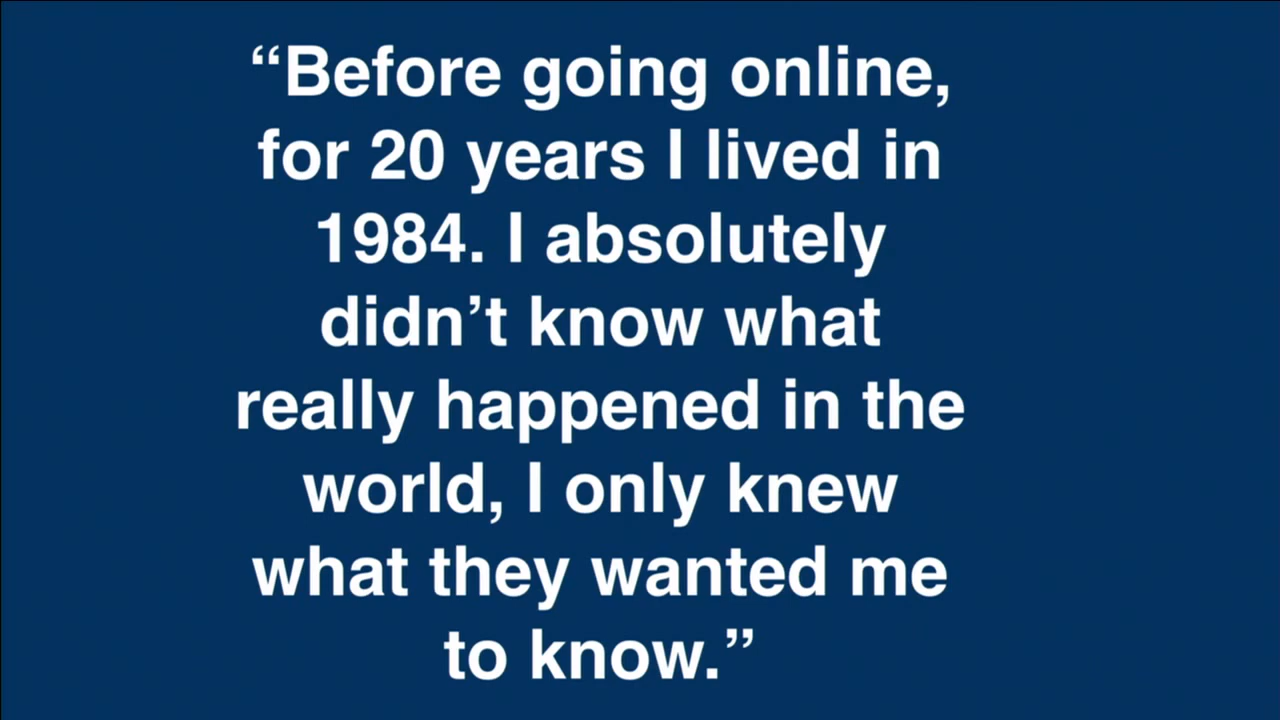 “Before going online,
for 20 years I lived in
1984. I absolutely
didn’t know what
really happened in the
world, I only knew
what they wanted me
to know.”